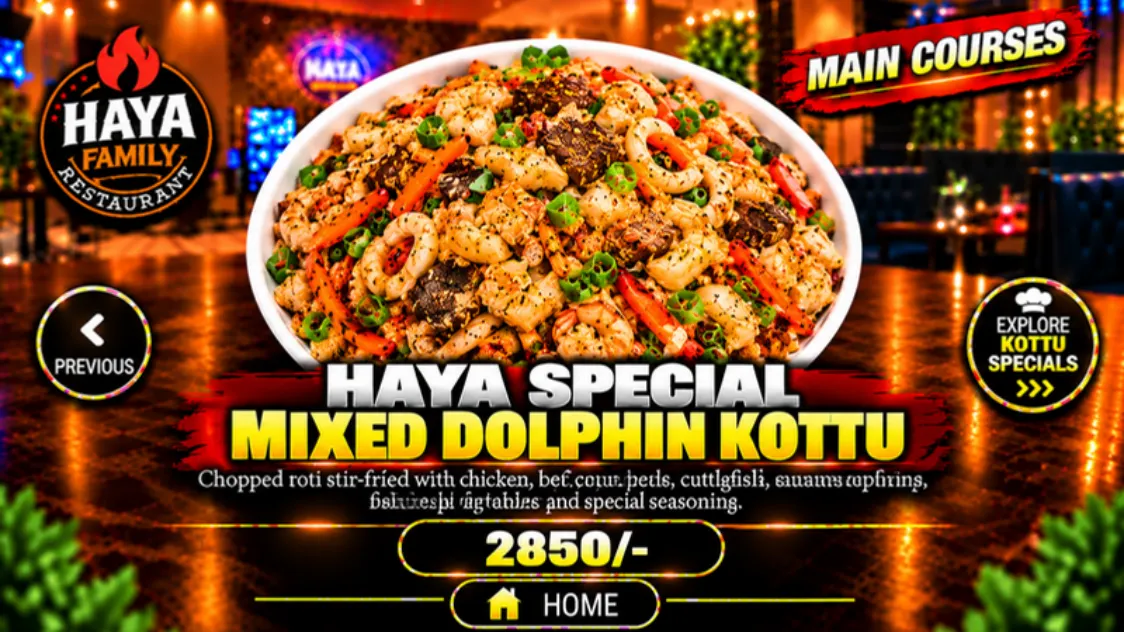 HAYA
FAMILY
RESTAURANT
HAYA
MAIN COURSES
PREVIOUS
EXPLORE
KOTTU
SPECIALS
HAYA SPECIAL
MIXED DOLPHIN KOTTU
Chopped roti stir-fried with chicken,
and special seasoning.
2850/-
HOME